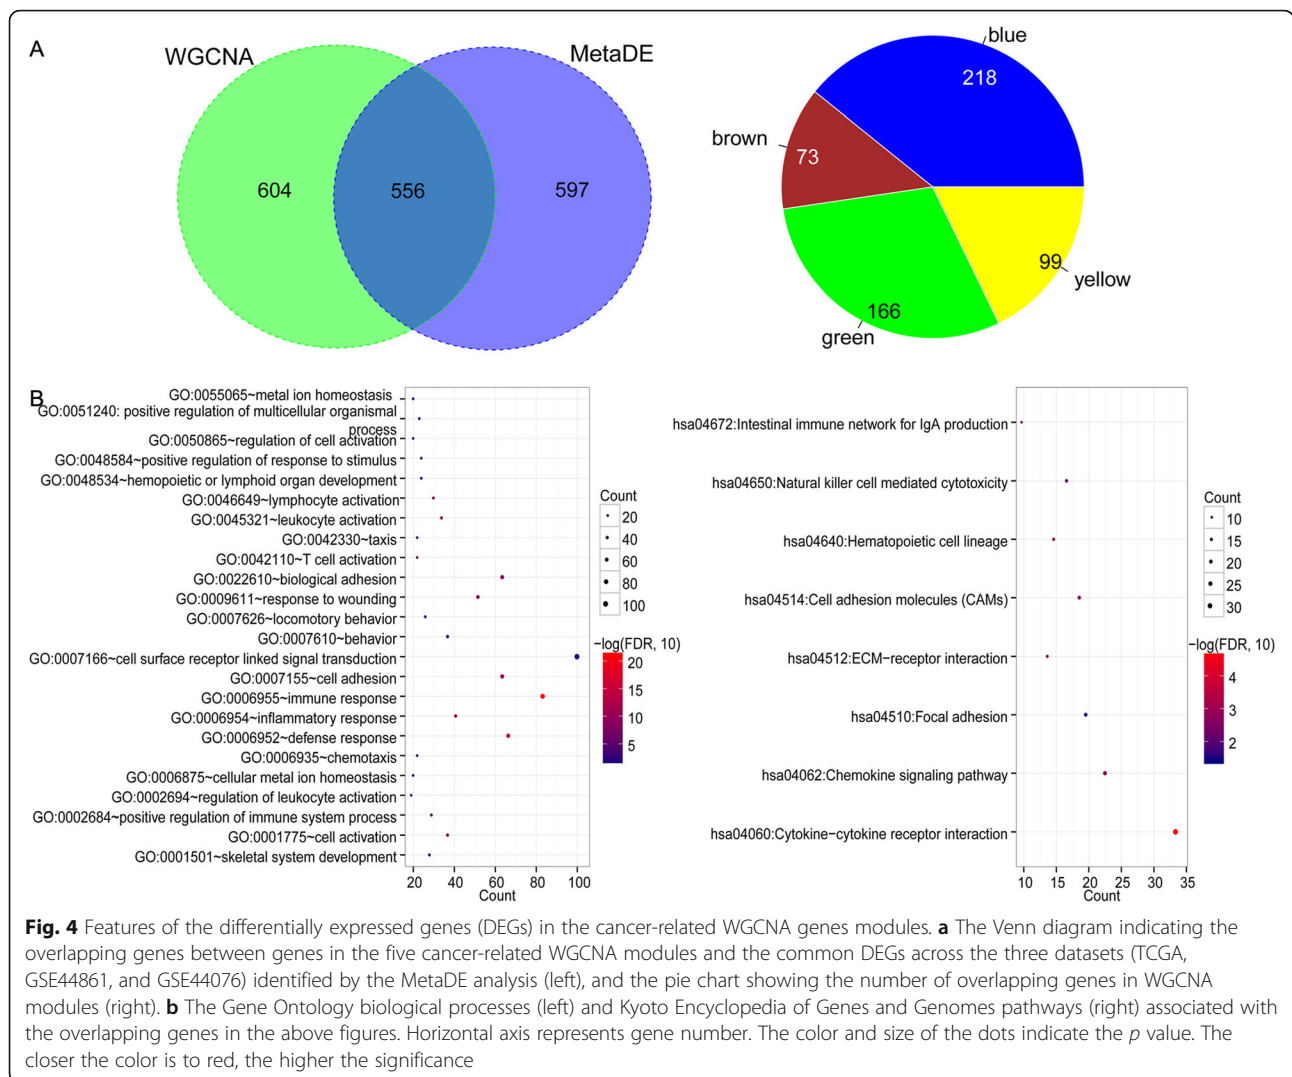 A
WGCNA
MetaDE
604
556
597
blue
218
brown
73
99
yellow
166
green
B
GO:0055065~metal ion homeostasis
GO:0051240: positive regulation of multicellular organismal
process
GO:0050865~regulation of cell activation
GO:0048584~positive regulation of response to stimulus
GO:0048534~hemopoietic or lymphoid organ development
GO:0046649~lymphocyte activation
GO:0045321~leukocyte activation
GO:0042330~taxis
GO:0042110~T cell activation
GO:0022610~biological adhesion
GO:0009611~response to wounding
GO:0007626~locomotory behavior
GO:0007610~behavior
GO:0007166~cell surface receptor linked signal transduction
GO:0007155~cell adhesion
GO:0006955~immune response
GO:0006954~inflammatory response
GO:0006952~defense response
GO:0006935~chemotaxis
GO:0006875~cellular metal ion homeostasis
GO:0002694~regulation of leukocyte activation
GO:0002684~positive regulation of immune system process
GO:0001775~cell activation
GO:0001501~skeletal system development
20 40 60 80 100
Count
Count
20
40
60
80
100
−log(FDR, 10)
20
15
10
5
hsa04672:Intestinal immune network for IgA production
hsa04650:Natural killer cell mediated cytotoxicity
hsa04640:Hematopoietic cell lineage
hsa04514:Cell adhesion molecules (CAMs)
hsa04512:ECM−receptor interaction
hsa04510:Focal adhesion
hsa04062:Chemokine signaling pathway
hsa04060:Cytokine−cytokine receptor interaction
10 15 20 25 30 35
Count
Count
10
15
20
25
30
−log(FDR, 10)
4
3
2
Fig. 4 Features of the differentially expressed genes (DEGs) in the cancer-related WGCNA genes modules. a The Venn diagram indicating the
overlapping genes between genes in the five cancer-related WGCNA modules and the common DEGs across the three datasets (TCGA,
GSE44861, and GSE44076) identified by the MetaDE analysis (left), and the pie chart showing the number of overlapping genes in WGCNA
modules (right). b The Gene Ontology biological processes (left) and Kyoto Encyclopedia of Genes and Genomes pathways (right) associated with
the overlapping genes in the above figures. Horizontal axis represents gene number. The color and size of the dots indicate the p value. The
closer the color is to red, the higher the significance